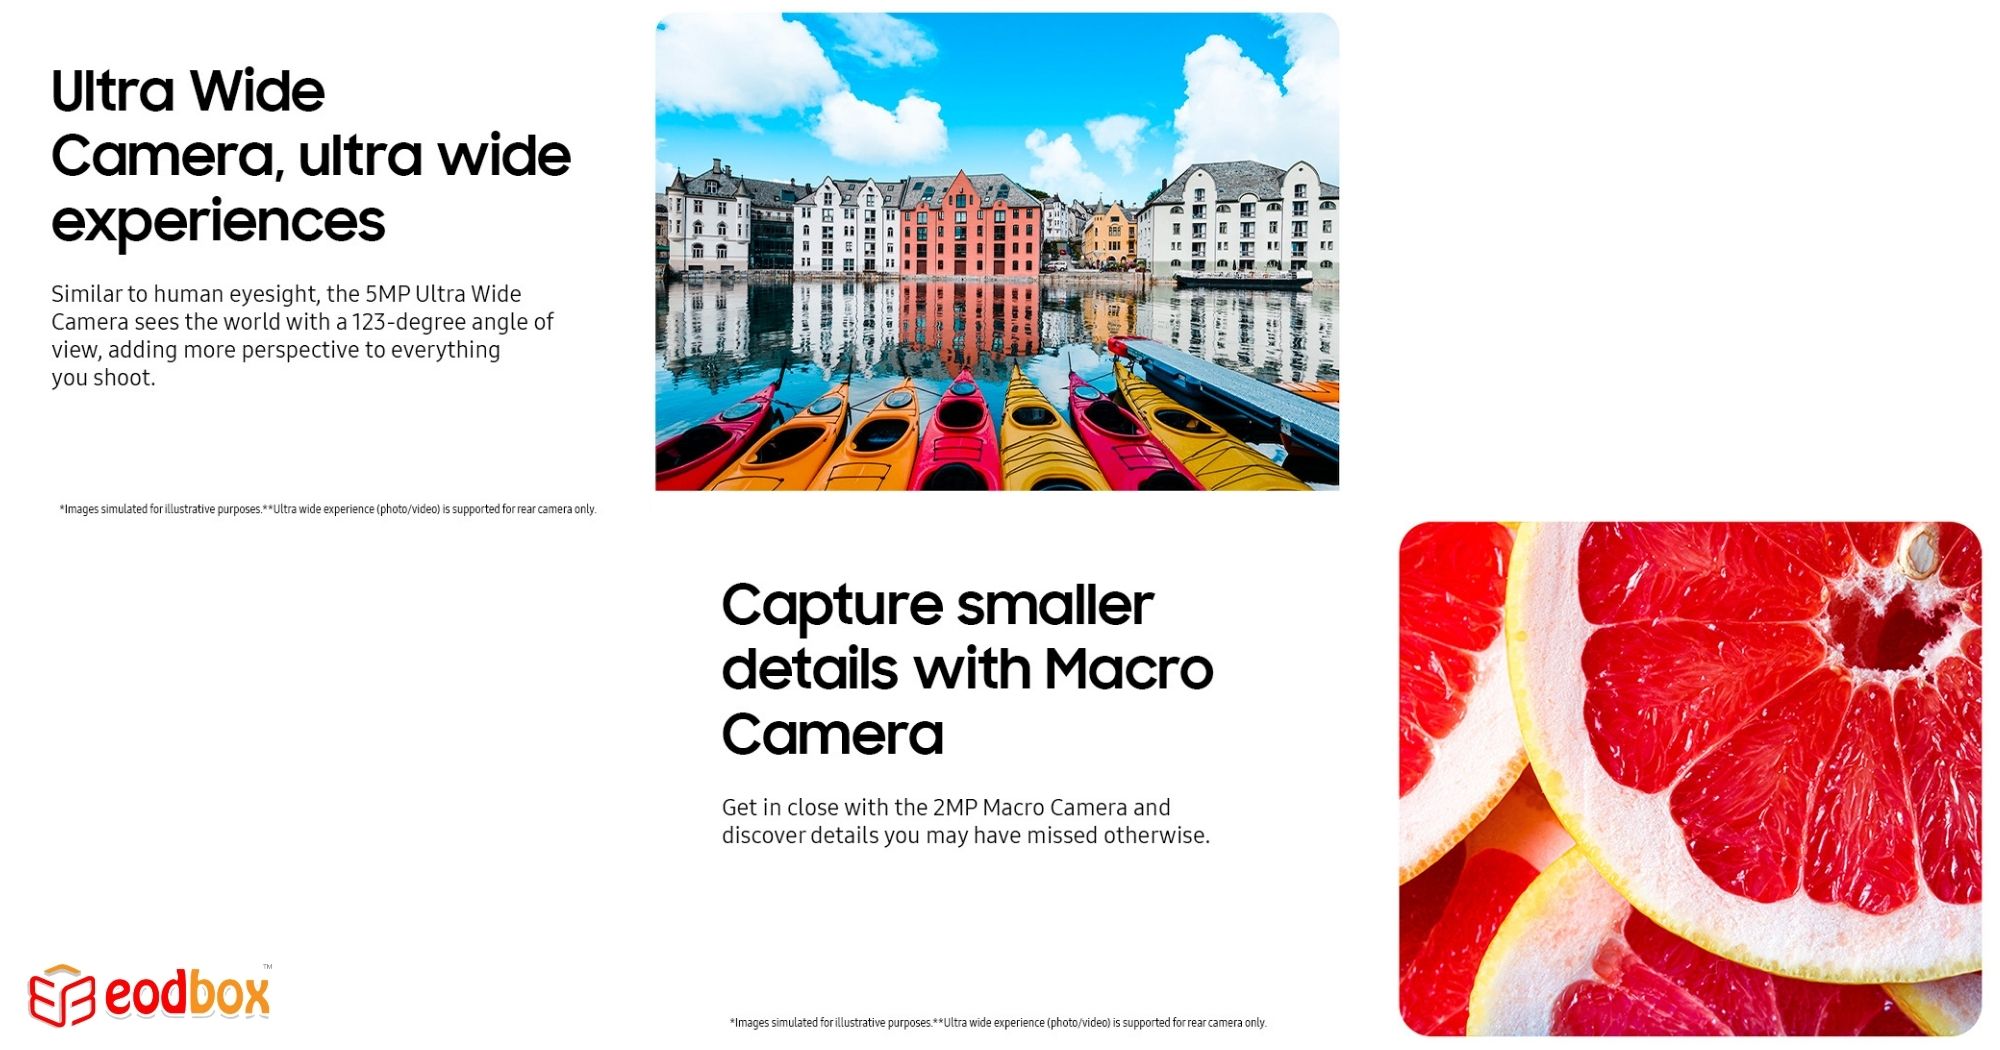 Ultra Wide
Camera, ultra wide
experiences
Similar to human eyesight, the 5MP Ultra Wide
Camera sees the world with a 123-degree angle of
view, adding more perspective to everything
you shoot.
*Images simulated for illustrative purposes.**Ultra wide experience (photo/video) is supported for rear camera only.
Capture smaller
details with Macro
Camera
Get in close with the 2MP Macro Camera and
discover details you may have missed otherwise.
*Images simulated for illustrative purposes.**Ultra wide experience (photo/video) is supported for rear camera only.
eodbox™